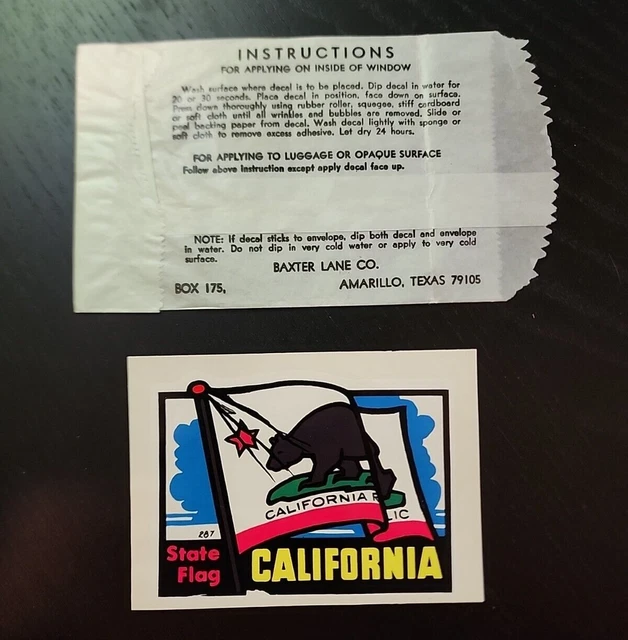 INSTRUCTIONS
FOR APPLYING ON INSIDE OF WINDOW
Wash surface where decal is to be placed. Dip decal in water for
20 or 30 seconds. Place decal in position, face down on surface.
Press down thoroughly using rubber roller, squegee, stiff cardboard
or soft cloth until all wrinkles and bubbles are removed. Slide or
peel backing paper from decal. Wash decal lightly with sponge or
soft cloth to remove excess adhesive. Let dry 24 hours.
FOR APPLYING TO LUGGAGE OR OPAQUE SURFACE
Follow above instruction except apply decal face up.
NOTE: If decal sticks to envelope, dip both decal and envelope
in water. Do not dip in very cold water or apply to very cold
surface.
BAXTER LANE CO.
BOX 175, AMARILLO, TEXAS 79105
CALIFORNIA R LIC
287
State
Flag
CALIFORNIA